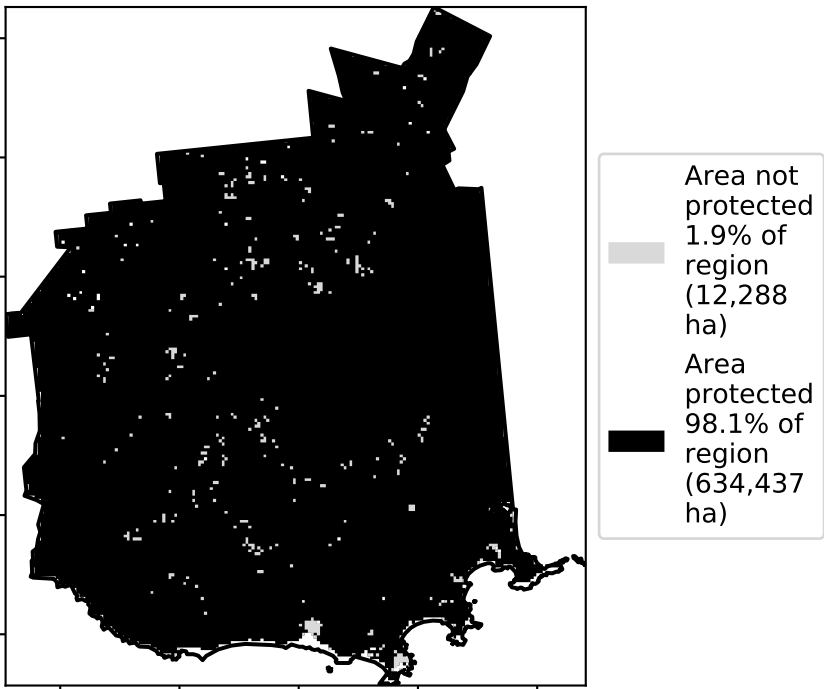 Area not
protected
1.9% of
region
(12,288
ha)
Area
protected
98.1% of
region
(634,437
ha)